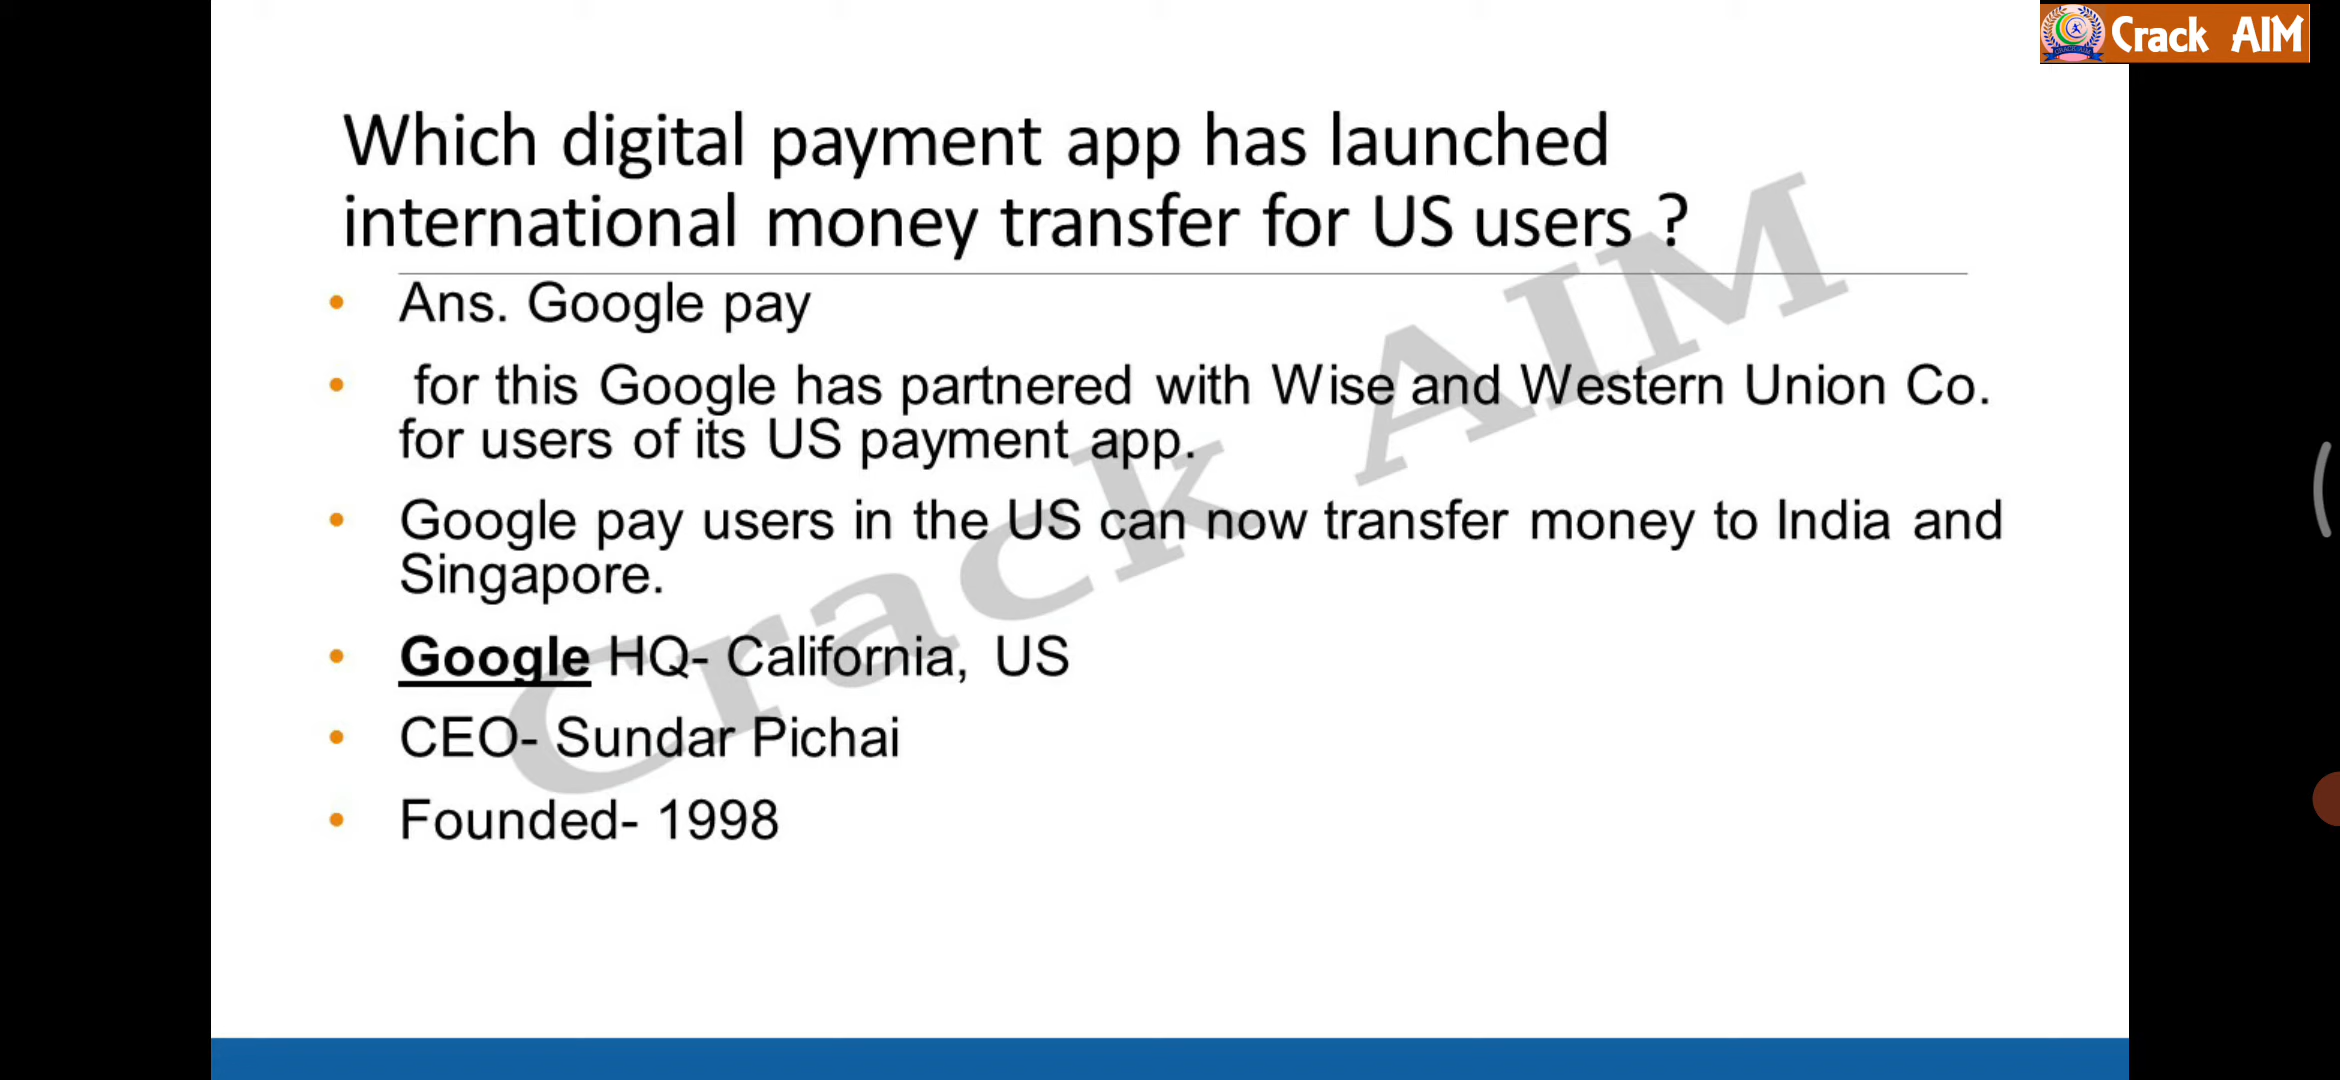 Crack AIM
Which digital payment app has launched
international money transfer for US users ?
• Ans. Google pay
• for this Google has partnered with Wise and Western Union Co.
for users of its US payment app.
• Google pay users in the US can now transfer money to India and
Singapore.
• Google HQ- California, US
• CEO- Sundar Pichai
• Founded- 1998
Crack AIM